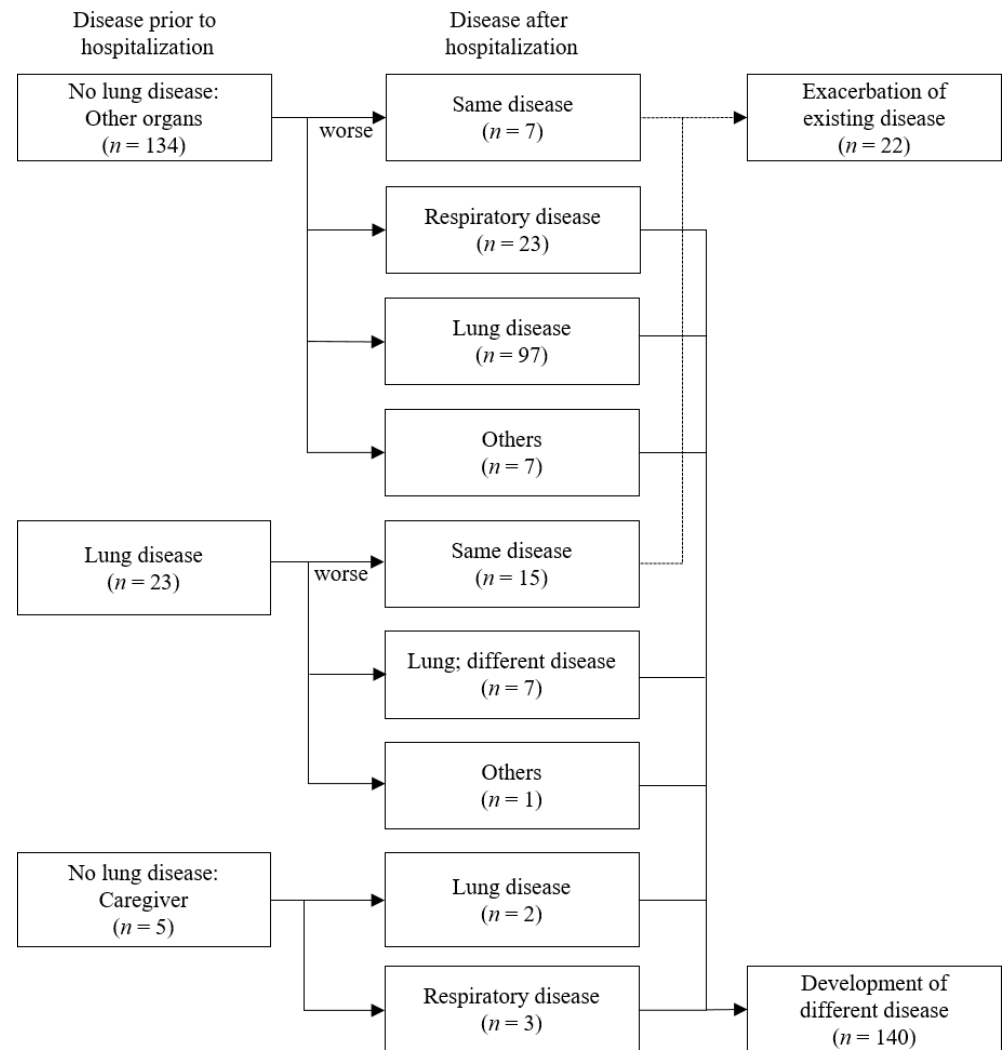 Disease prior to
hospitalization
Disease after
hospitalization
No lung disease:
Other organs
(n = 134)
worse
Same disease
(n = 7)
Exacerbation of
existing disease
(n = 22)
Respiratory disease
(n = 23)
Lung disease
(n = 97)
Others
(n = 7)
Lung disease
(n = 23)
worse
Same disease
(n = 15)
Lung; different disease
(n = 7)
Others
(n = 1)
No lung disease:
Caregiver
(n = 5)
Lung disease
(n = 2)
Respiratory disease
(n = 3)
Development of
different disease
(n = 140)